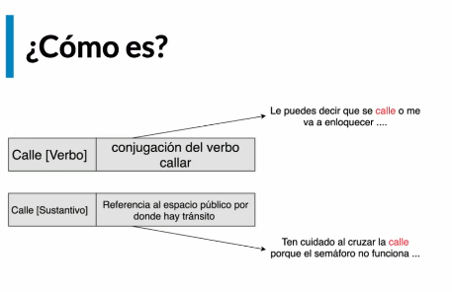 ¿Cómo es?
Le puedes decir que se calle o me
va a enloquecer ....
Calle [Verbo]
conjugación del verbo
callar
Calle [Sustantivo]
Referencia al espacio público por
donde hay tránsito
Ten cuidado al cruzar la calle
porque el semáforo no funciona ...